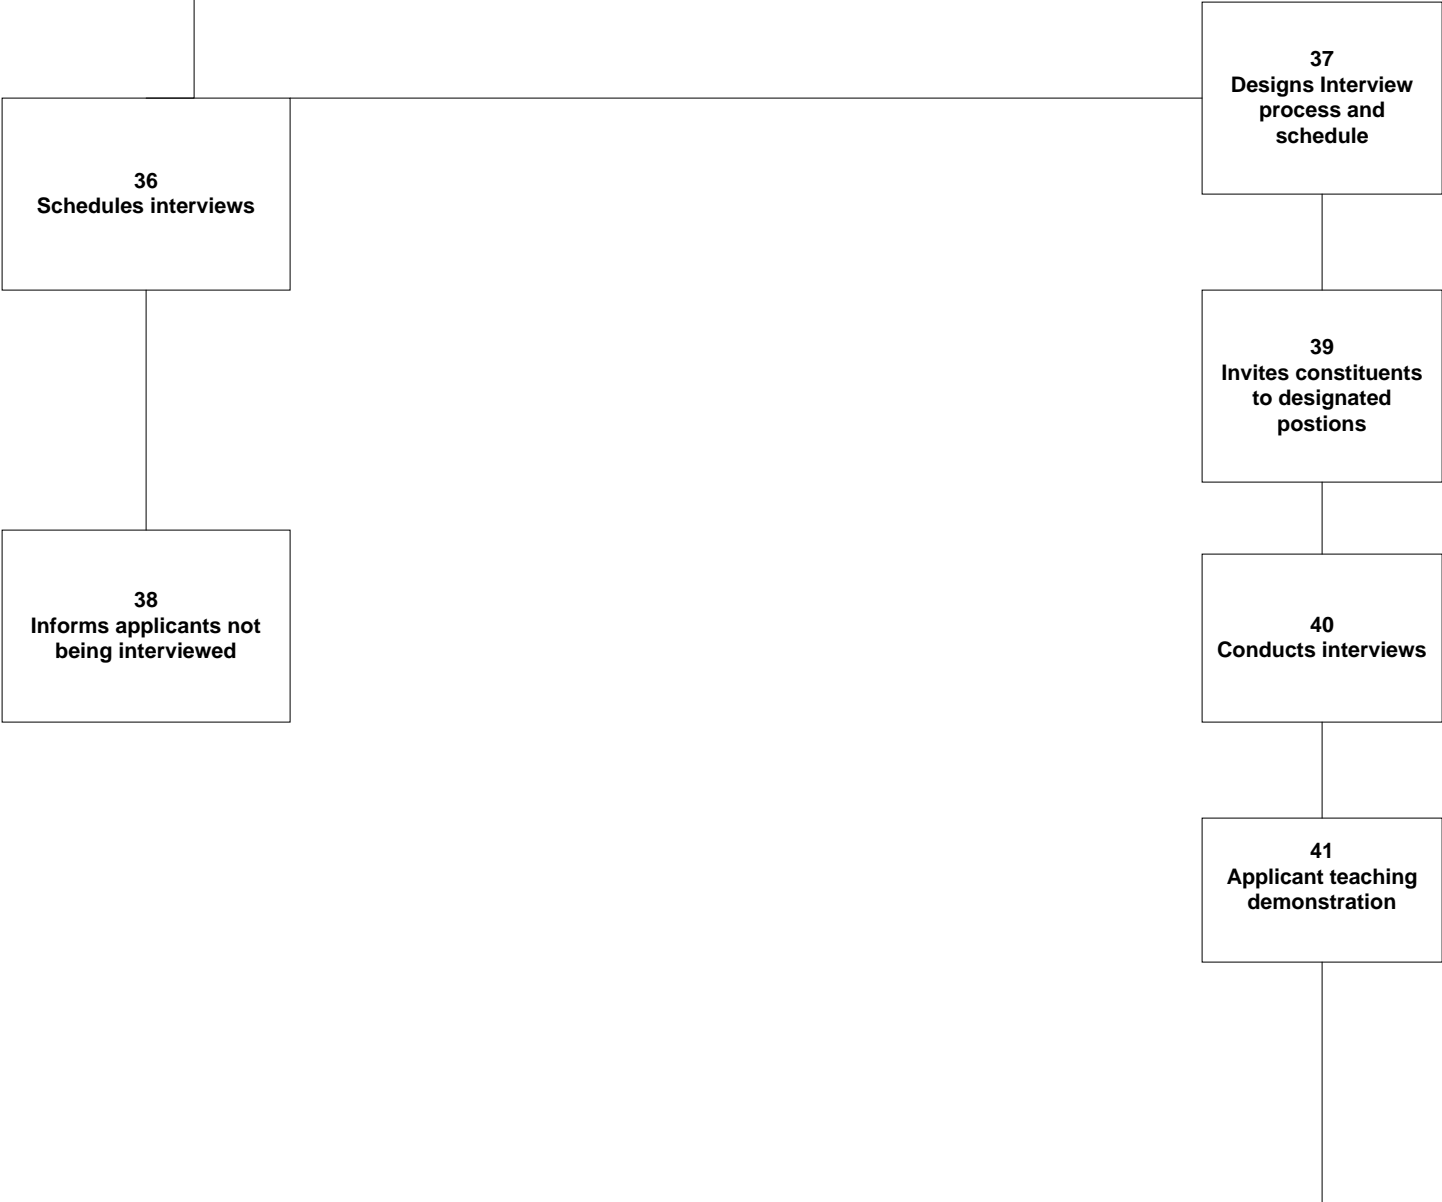 37
Designs Interview
process and
schedule
36
Schedules interviews
39
Invites constituents
to designated
postions
38
Informs applicants not
being interviewed
40
Conducts interviews
41
Applicant teaching
demonstration